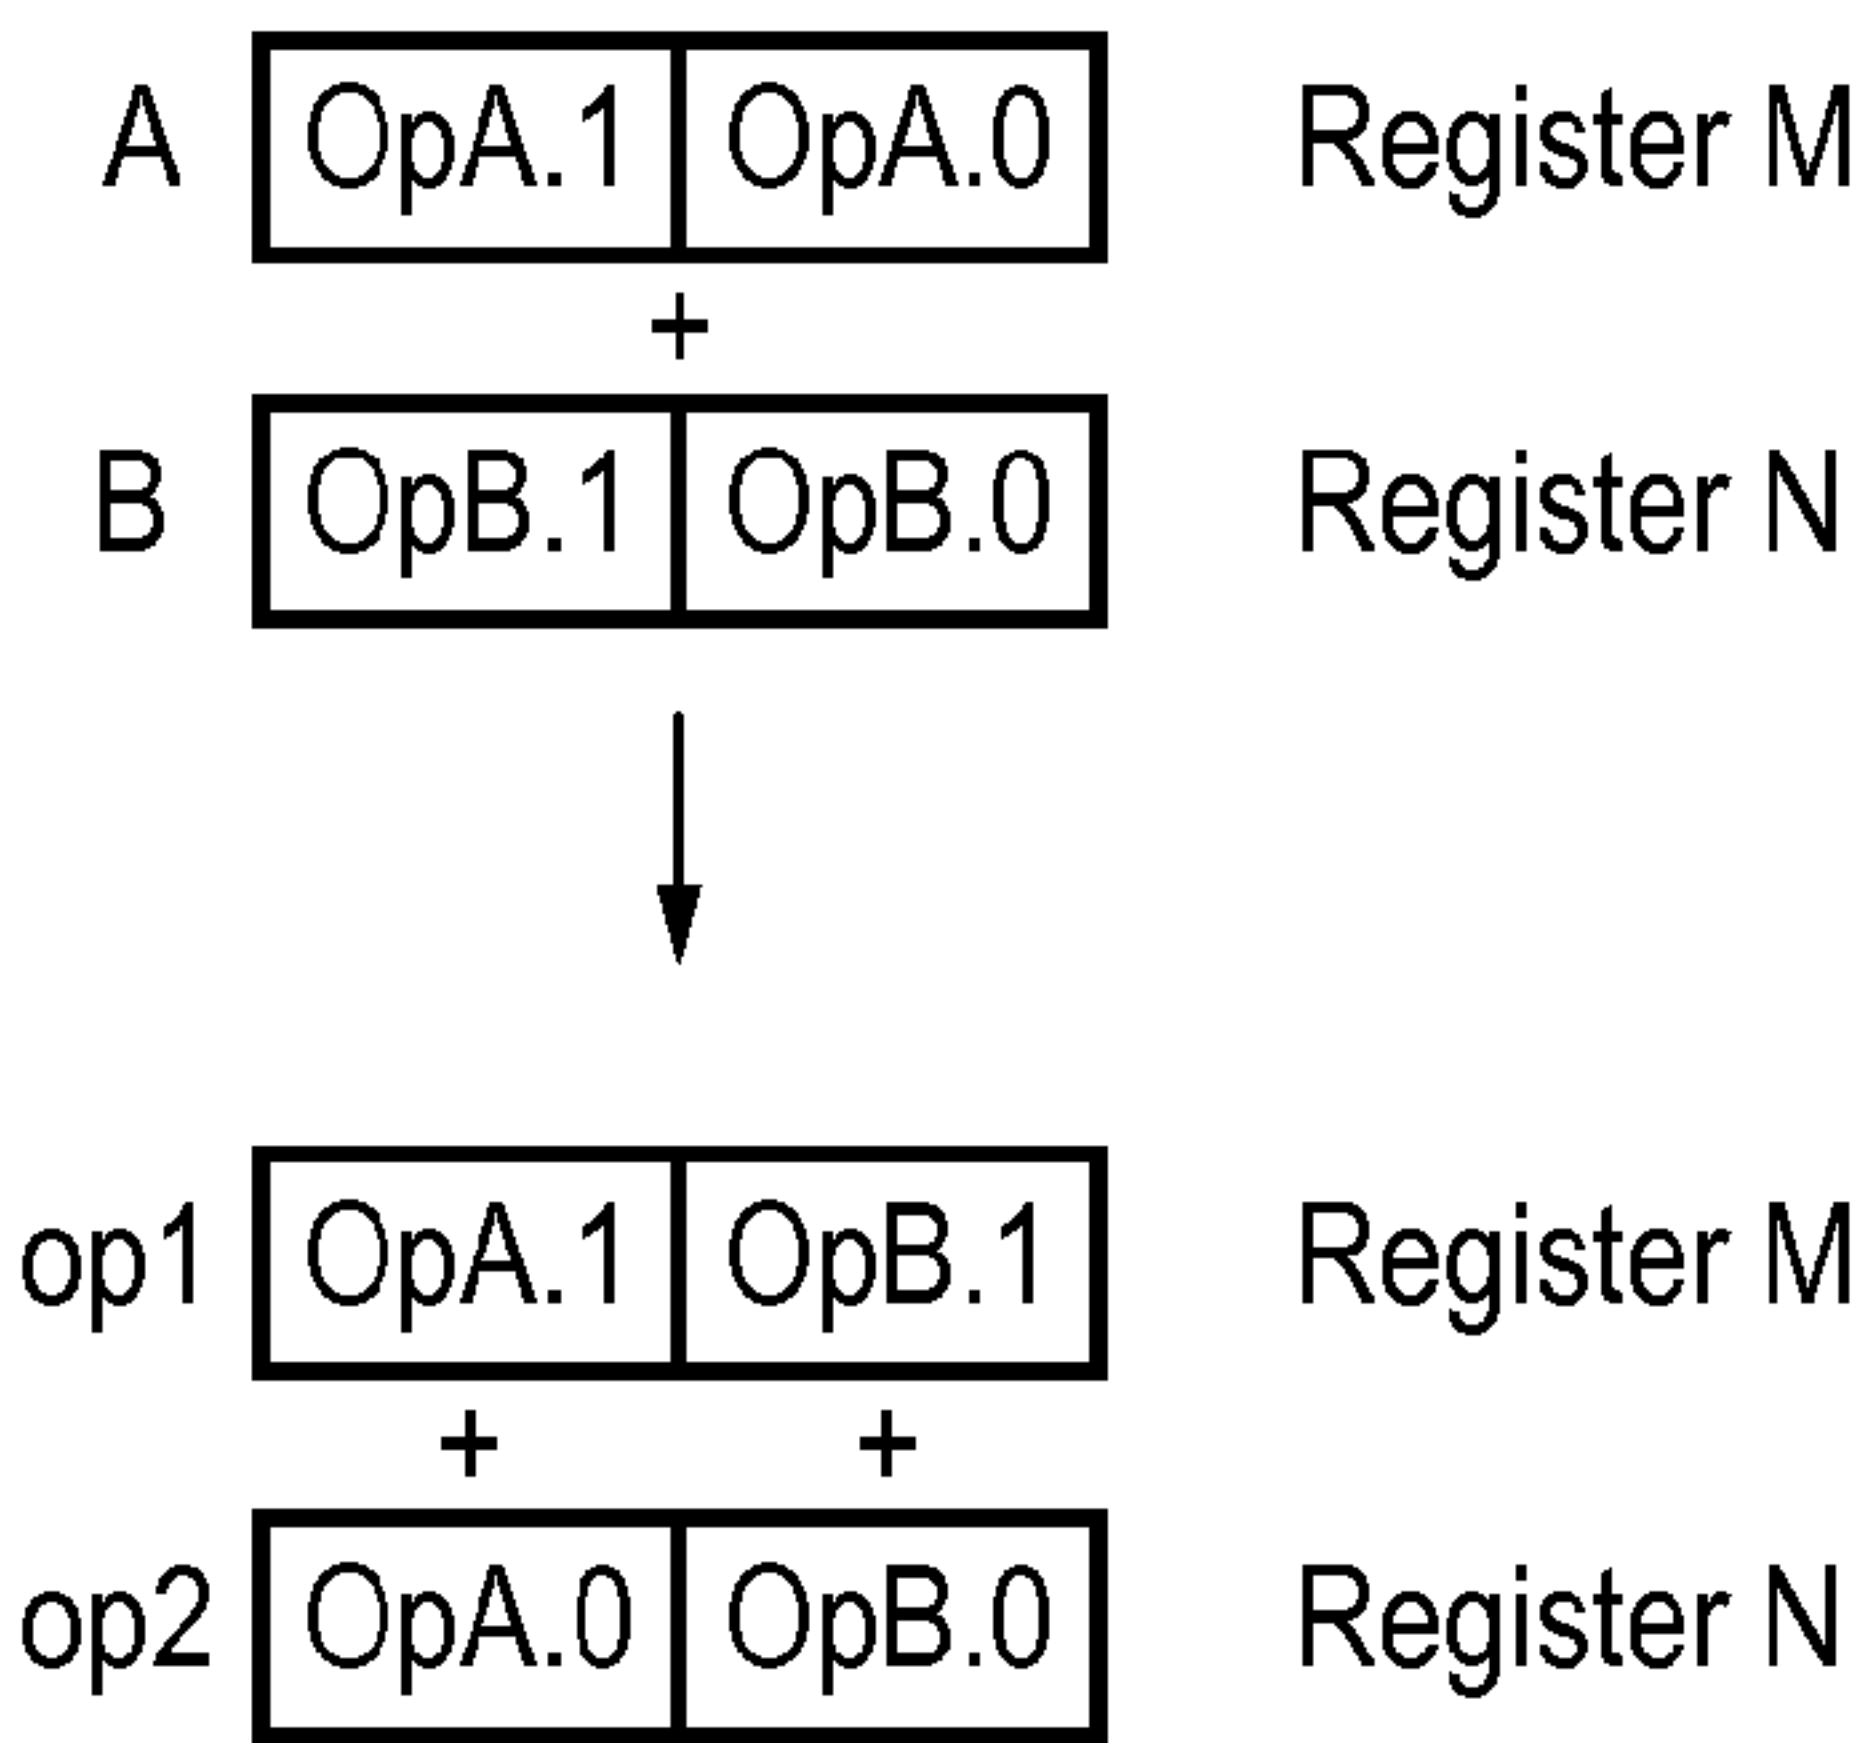 A OpA.1 OpA.0 Register M
+
B OpB.1 OpB.0 Register N
op1 OpA.1 OpB.1 Register M
+ +
op2 OpA.0 OpB.0 Register N